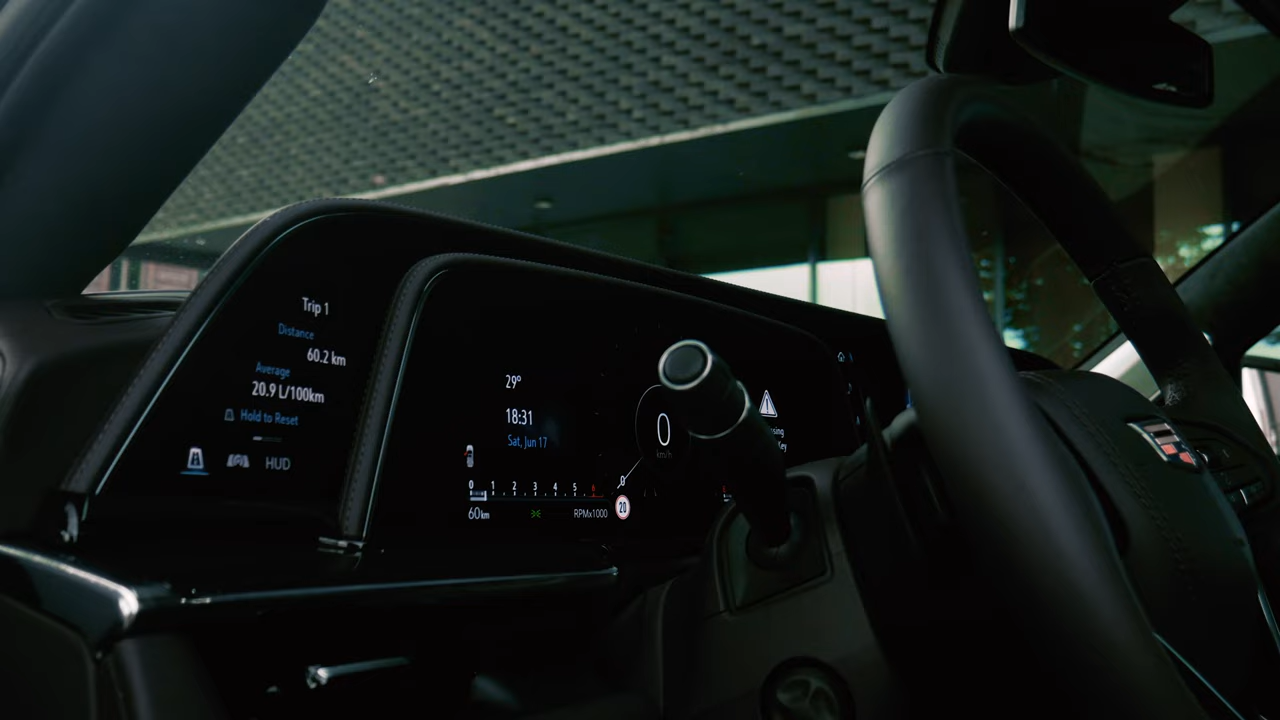 Trip 1
Distance
60.2 km
Average
20.9 L/100km
Hold to Reset
HUD
29°
18:31
Sat, Jun 17
0
km/h
0 1 2 3 4 5 6
0
60km
RPMx1000
20